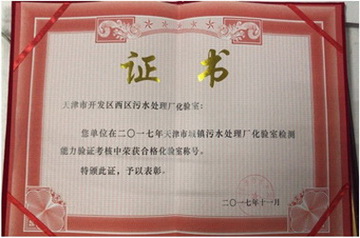 证书
天津市开发区西区污水处理厂化验室：
您单位在二〇一七年天津市城镇污水处理厂化验室检测
能力验证考核中荣获合格化验室称号。
特颁此证，予以表彰。
二〇一七年十一月